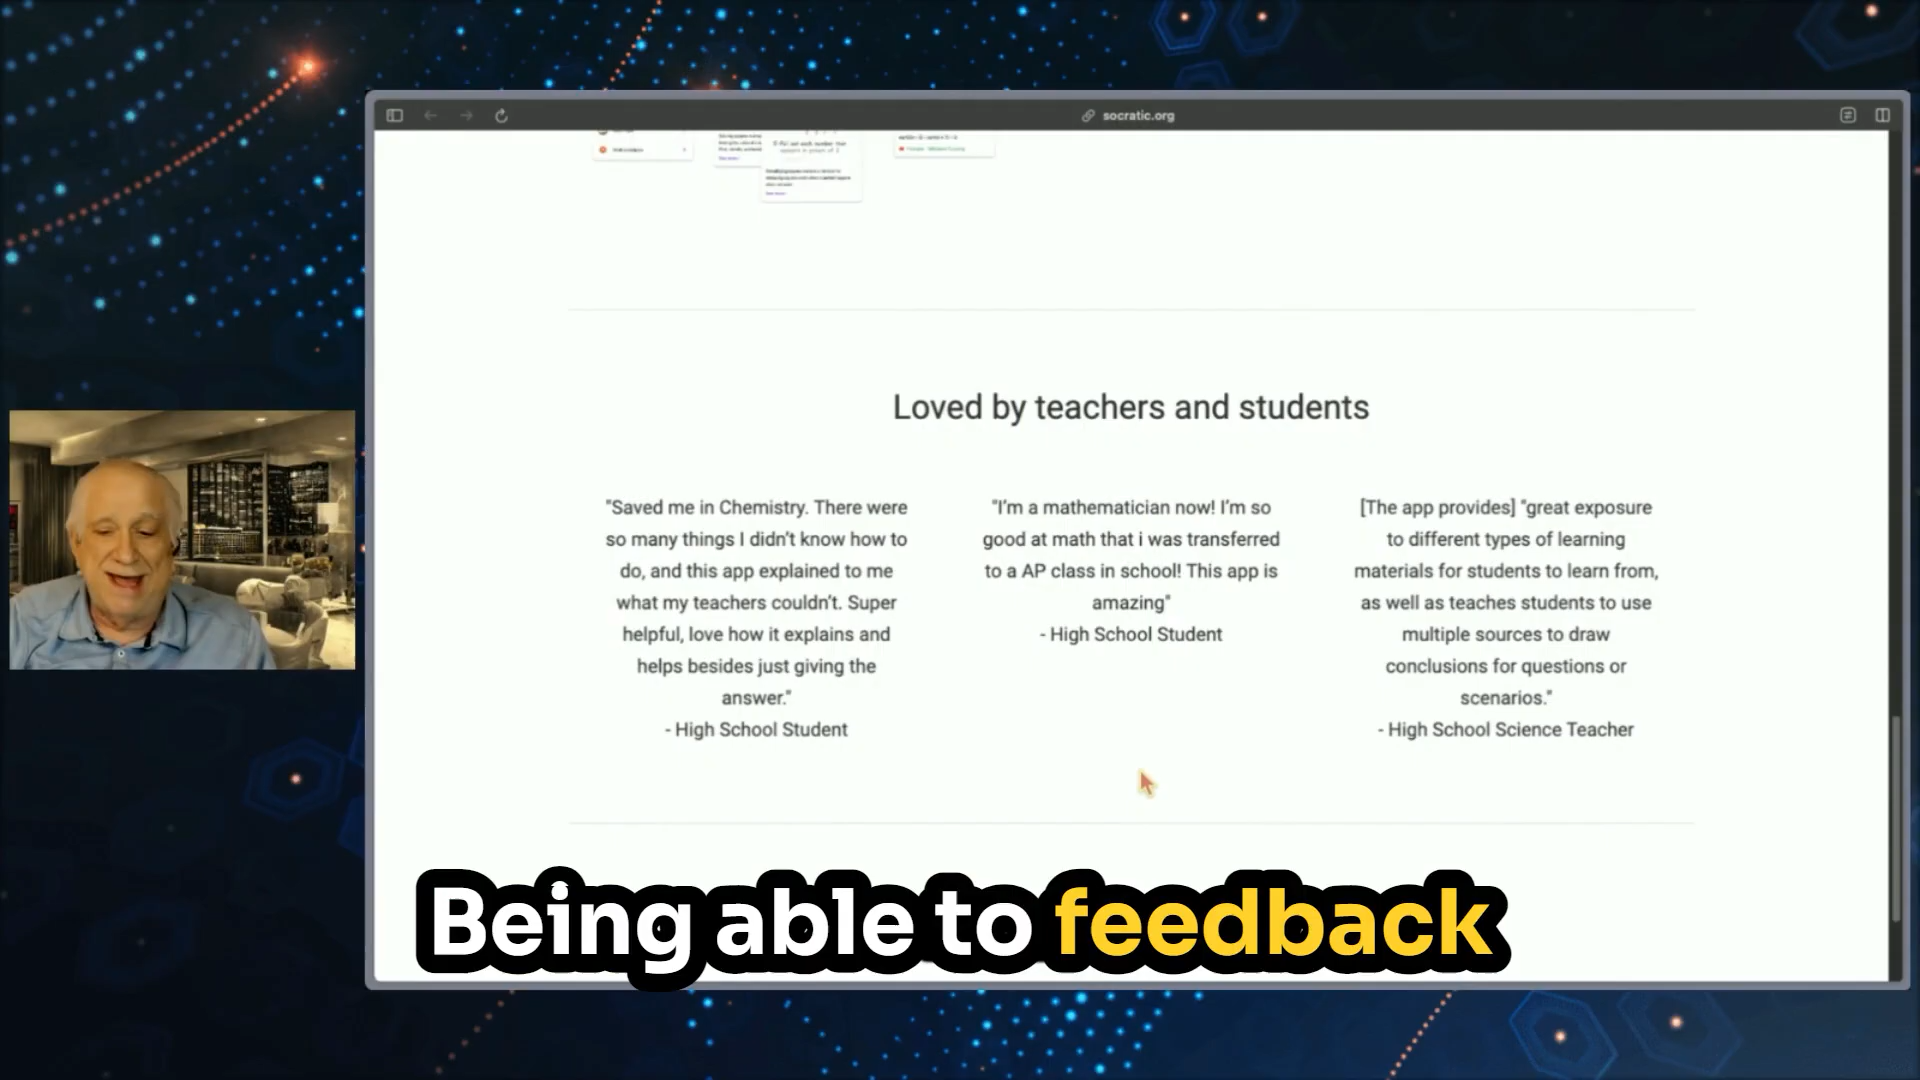 socratic.org
Loved by teachers and students
"Saved me in Chemistry. There were
so many things I didn't know how to
do, and this app explained to me
what my teachers couldn't. Super
helpful, love how it explains and
helps besides just giving the
answer."
- High School Student
"I'm a mathematician now! I'm so
good at math that i was transferred
to a AP class in school! This app is
amazing"
- High School Student
[The app provides] "great exposure
to different types of learning
materials for students to learn from,
as well as teaches students to use
multiple sources to draw
conclusions for questions or
scenarios."
- High School Science Teacher
Being able to feedback